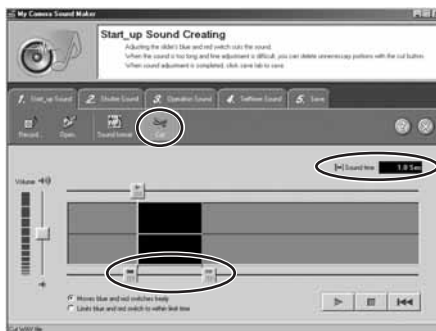 My Camera Sound Maker
Start_up Sound Creating
Adjusting the slider's blue and red switch cuts the sound.
When the sound is too long and fine adjustment is difficult, you can delete unnecessary portions with the cut button.
When sound adjustment is completed, click save tab to save
1. Start_up Sound 2. Shutter Sound 3. Operation Sound 4. Selftimer Sound 5. Save
Record... Open... Sound format Cut
Sound time 1.0 Sec
Volume
Moves blue and red switches freely
Limits blue and red switch to within limit time
Cut WAV file